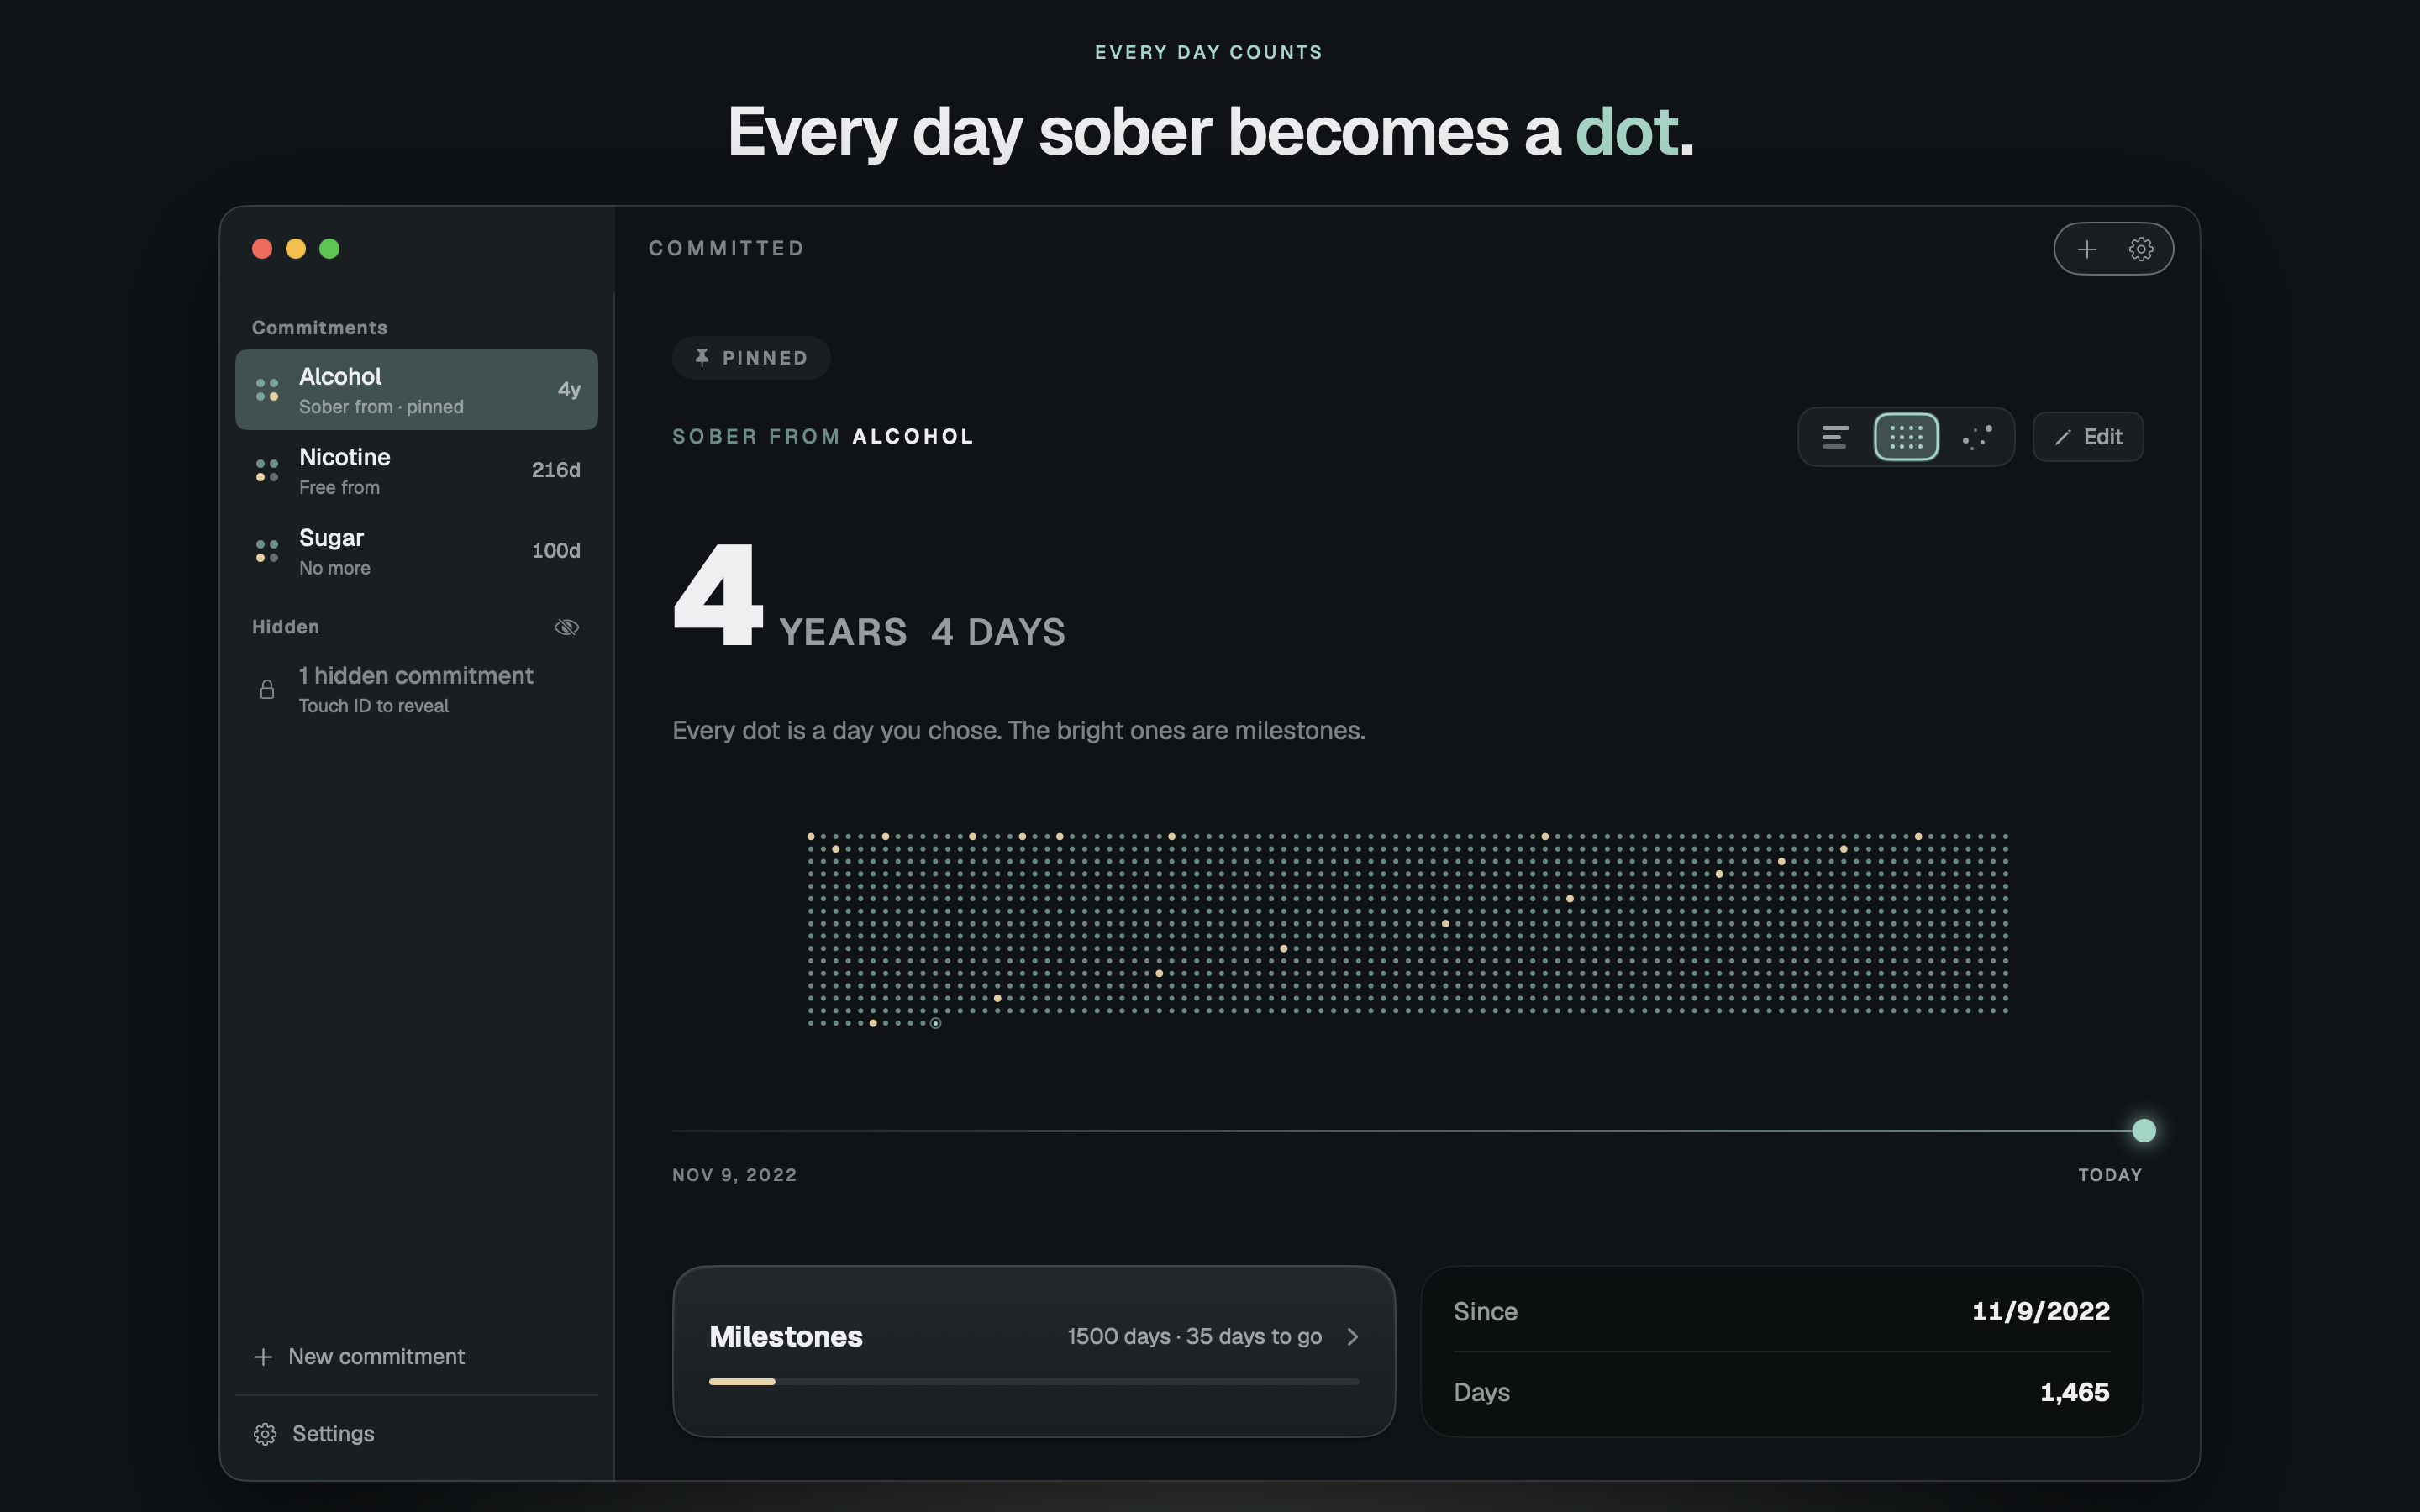 EVERY DAY COUNTS
Every day sober becomes a dot.
COMMITTED
Commitments
Alcohol
Sober from · pinned
4y
Nicotine
Free from
216d
Sugar
No more
100d
Hidden
1 hidden commitment
Touch ID to reveal
New commitment
Settings
PINNED
SOBER FROM ALCOHOL
Edit
4 YEARS 4 DAYS
Every dot is a day you chose. The bright ones are milestones.
NOV 9, 2022
TODAY
Milestones
1500 days · 35 days to go
Since
11/9/2022
Days
1,465